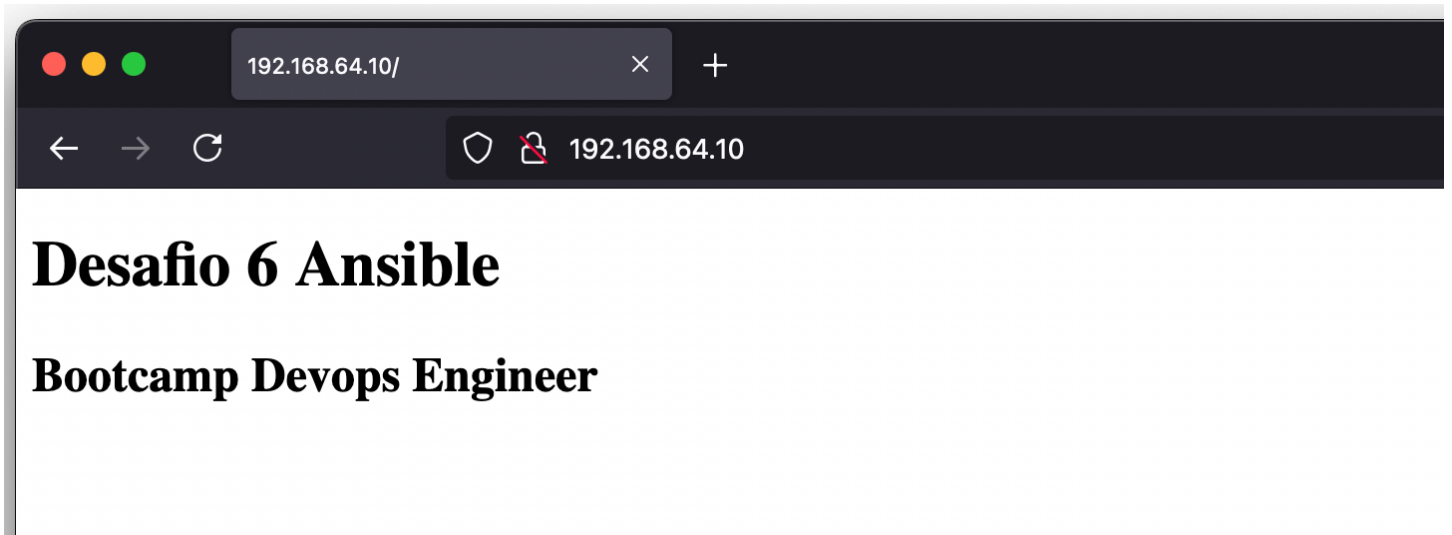 192.168.64.10/
192.168.64.10
Desafio 6 Ansible
Bootcamp Devops Engineer